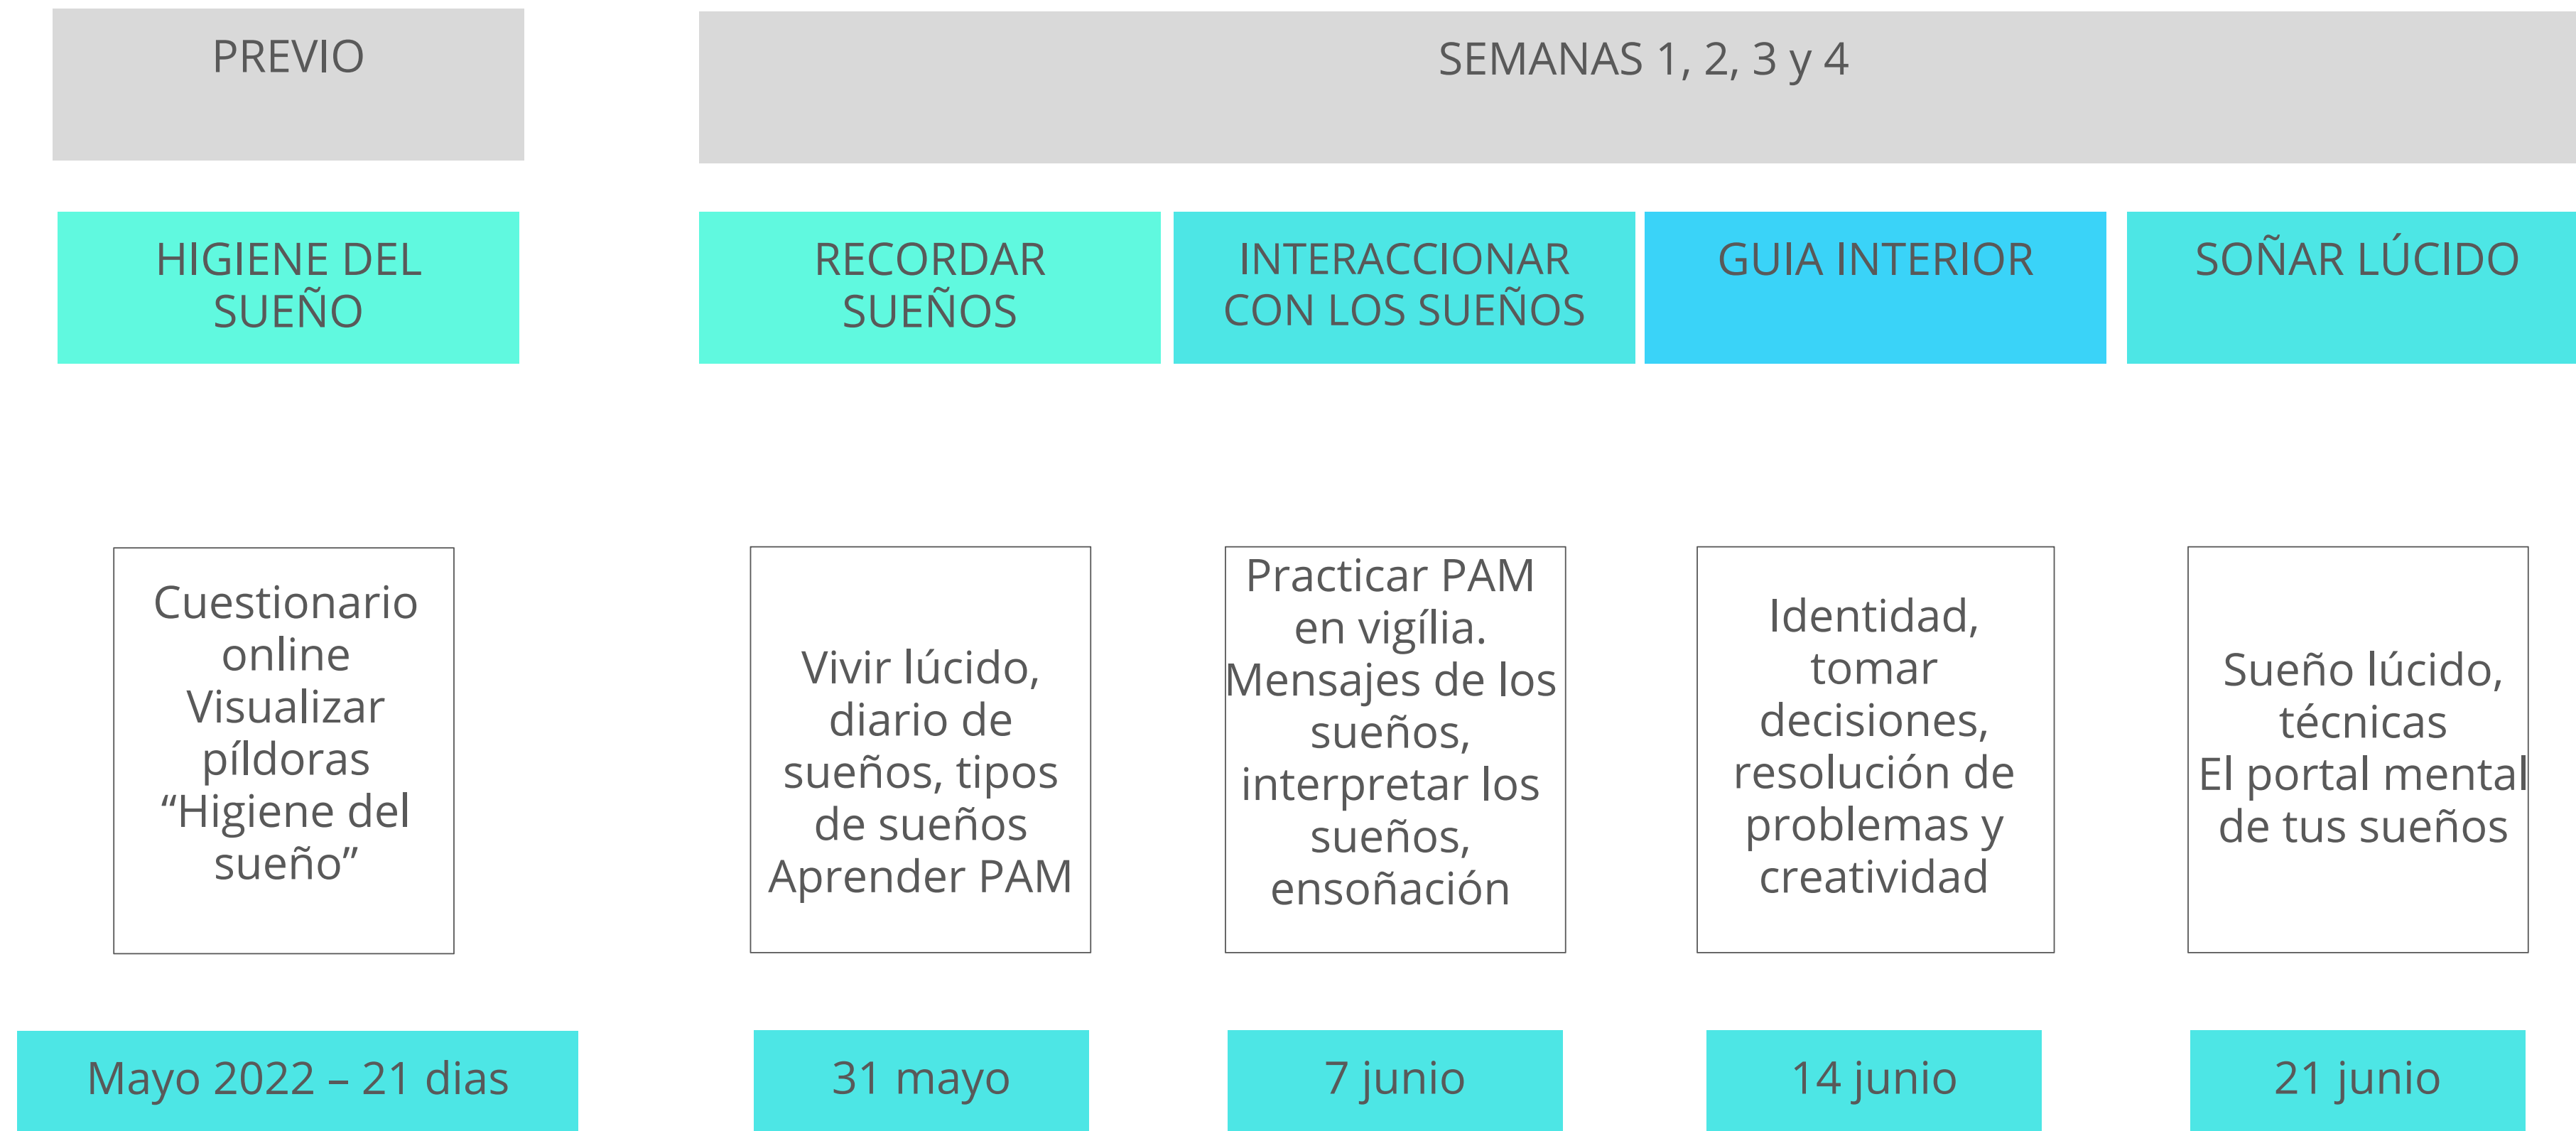 PREVIO
SEMANAS 1, 2, 3 y 4
HIGIENE DEL
SUEÑO
RECORDAR
SUEÑOS
INTERACCIONAR
CON LOS SUEÑOS
GUIA INTERIOR
SOÑAR LÚCIDO
Cuestionario
online
Visualizar
píldoras
“Higiene del
sueño”
Vivir lúcido,
diario de
sueños, tipos
de sueños
Aprender PAM
Practicar PAM
en vigília.
Mensajes de los
sueños,
interpretar los
sueños,
ensoñación
Identidad,
tomar
decisiones,
resolución de
problemas y
creatividad
Sueño lúcido,
técnicas
El portal mental
de tus sueños
Mayo 2022 – 21 dias
31 mayo
7 junio
14 junio
21 junio